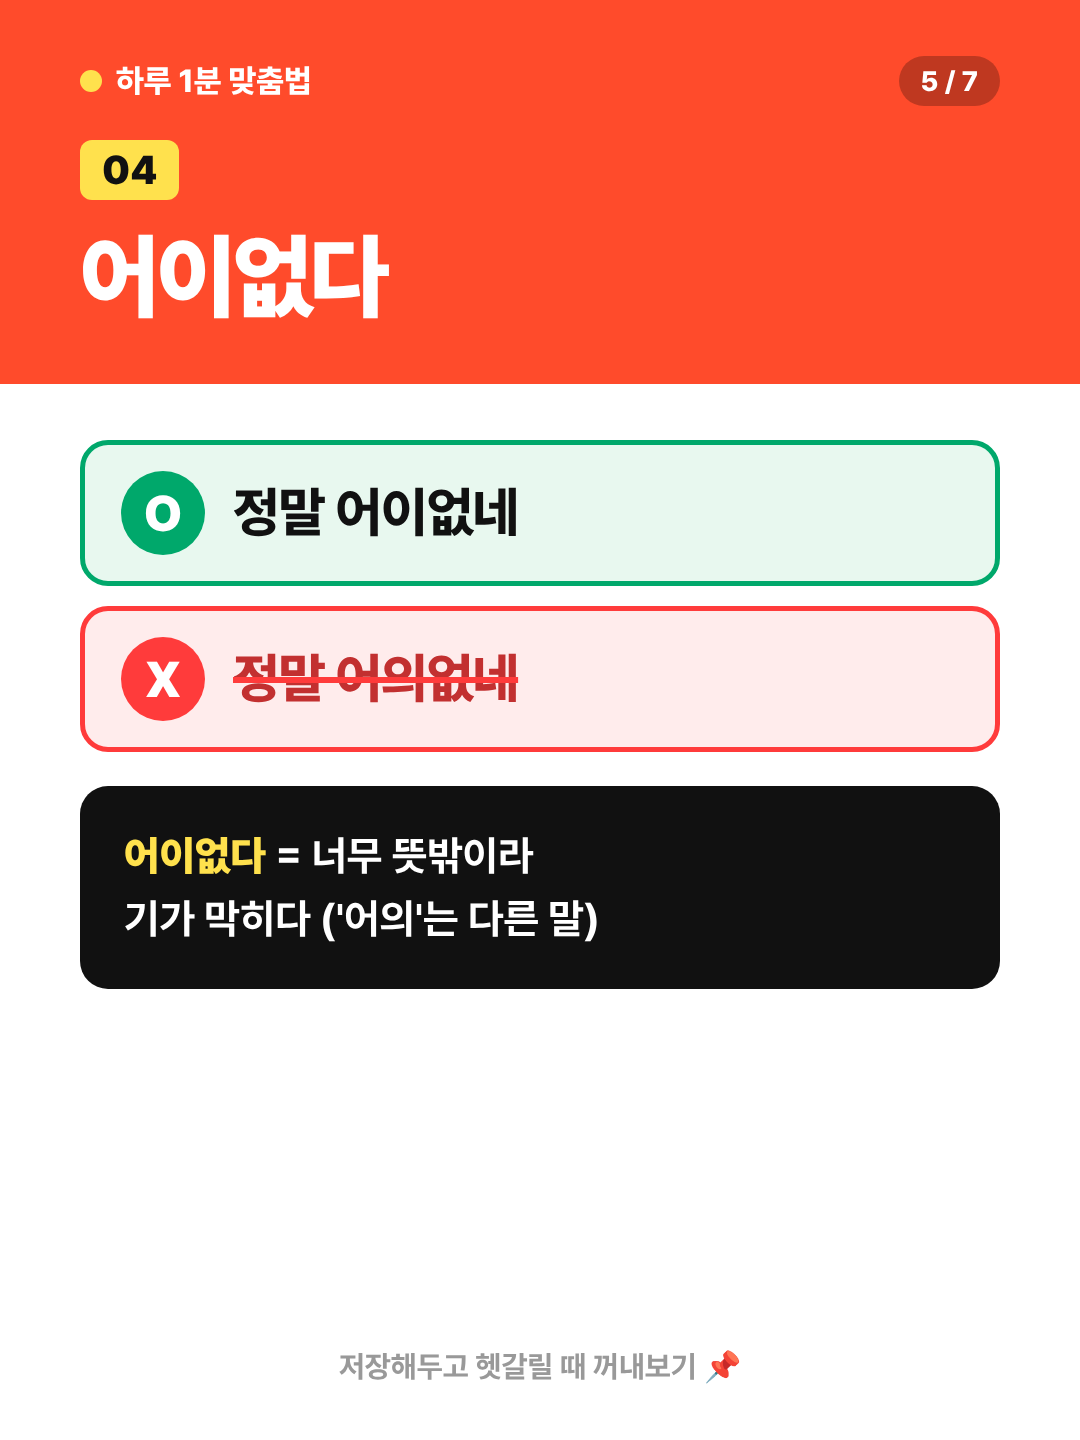 하루 1분 맞춤법
5 / 7
04
어이없다
O 정말 어이없네
X 정말 어의없네
어이없다 = 너무 뜻밖이라
기가 막히다 ('어의'는 다른 말)
저장해두고 헷갈릴 때 꺼내보기 📌